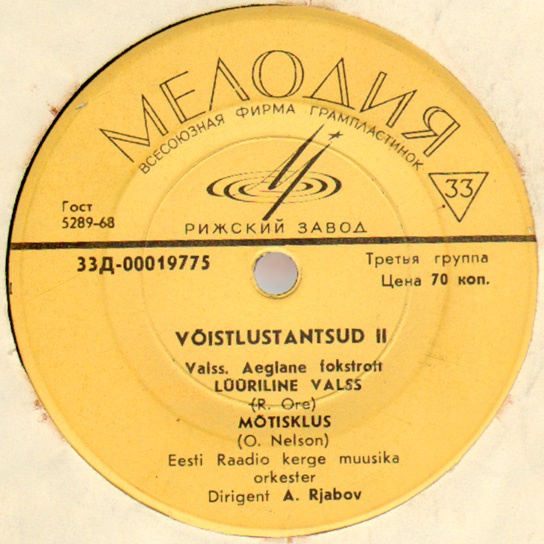 МЕЛОДИЯ
ВСЕСОЮЗНАЯ ФИРМА ГРАМПЛАСТИНОК
33
Гост
5289-68
РИЖСКИЙ ЗАВОД
33Д-00019775
Третья группа
Цена 70 коп.
VÕISTLUSTANTSUD II
Valss. Aeglane fokstrott
LÜÜRILINE VALSS
(R. Ore)
MÕTISKLUS
(O. Nelson)
Eesti Raadio kerge muusika
orkester
Dirigent A. Rjabov